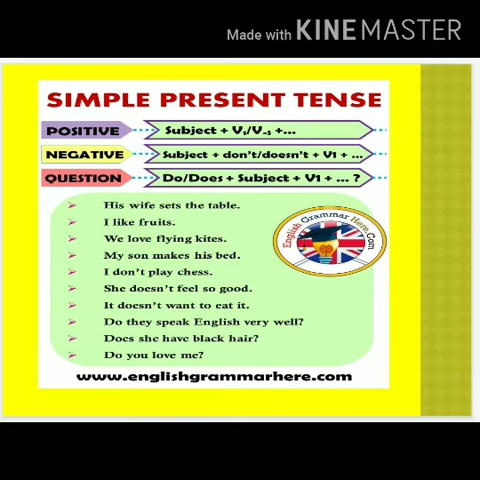 Made with KINEMASTER
SIMPLE PRESENT TENSE
POSITIVE Subject + V₁/V₋s +...
NEGATIVE Subject + don't/doesn't + V1 + ...
QUESTION Do/Does + Subject + V1 + ... ?
His wife sets the table.
I like fruits.
We love flying kites.
My son makes his bed.
I don't play chess.
She doesn't feel so good.
It doesn't want to eat it.
Do they speak English very well?
Does she have black hair?
Do you love me?
English Grammar Here.Com
www.englishgrammarhere.com